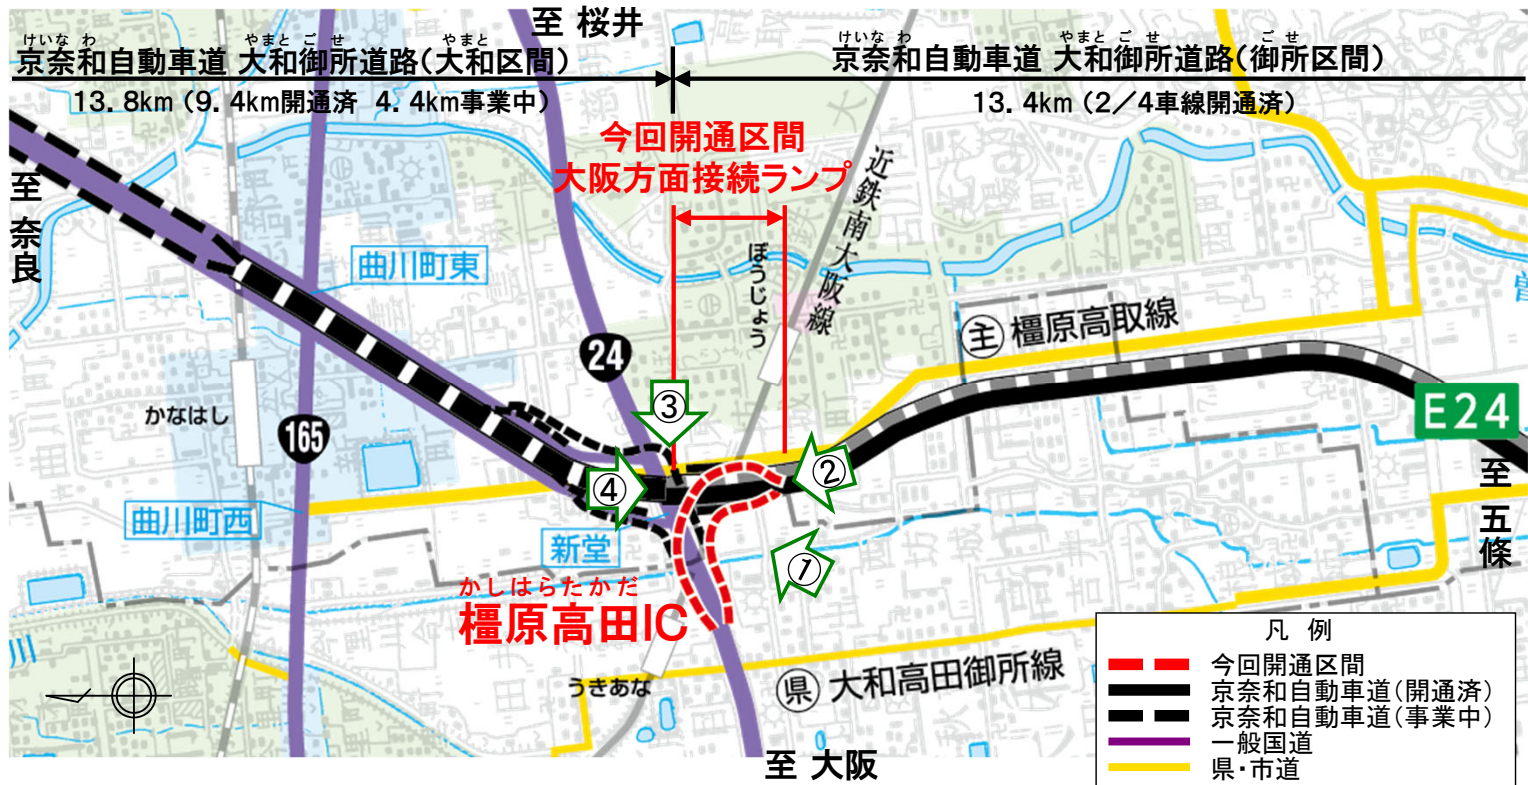 至 桜井
けいな わ やまと ご せ やまと
京奈和自動車道 大和御所道路(大和区間)
13. 8km (9. 4km開通済 4. 4km事業中)
けいな わ やまと ご せ ご せ
京奈和自動車道 大和御所道路(御所区間)
13. 4km (2/4車線開通済)
今回開通区間
大阪方面接続ランプ
至 奈良
近鉄南大阪線
ぼうじょう
曲川町東
24
主 橿原高取線
E24
かなはし
165
③
②
④
①
至 五條
曲川町西
新堂
かしはらたかだ
橿原高田IC
うきあな
県 大和高田御所線
至 大阪
川
曽
凡 例
今回開通区間
京奈和自動車道(開通済)
京奈和自動車道(事業中)
一般国道
県・市道